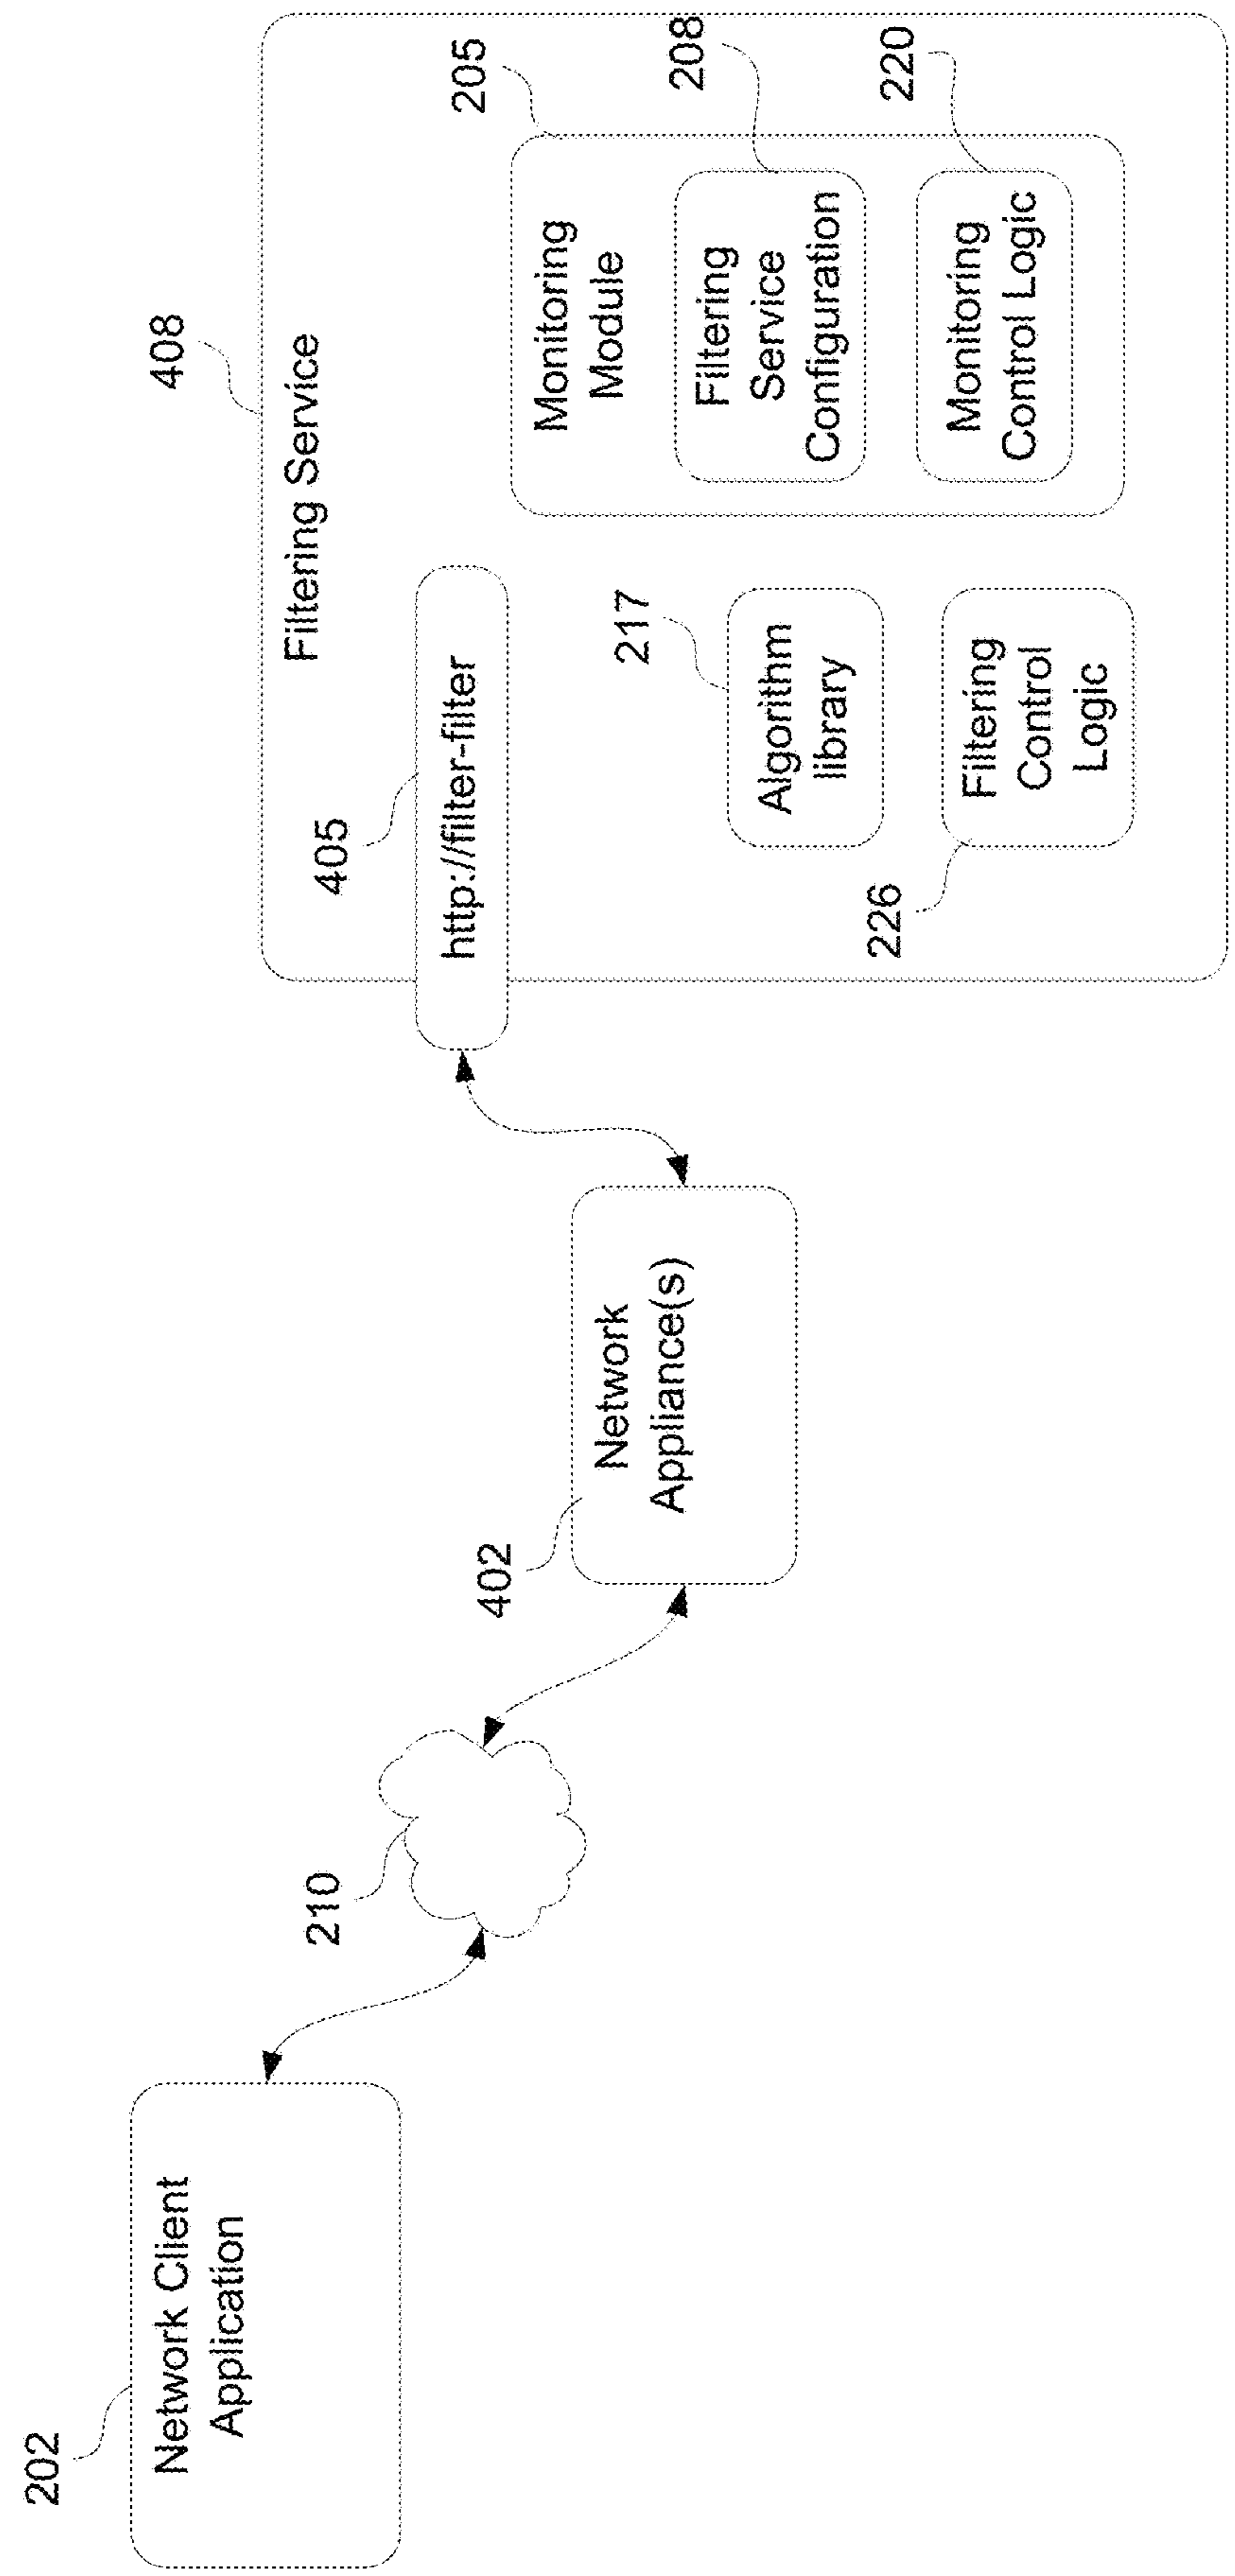 202
Network Client
Application
210
402
Network
Appliance(s)
408
Filtering Service
405
http://filter-filter
205
Monitoring
Module
208
Filtering
Service
Configuration
220
Monitoring
Control Logic
217
Algorithm
library
226
Filtering
Control
Logic